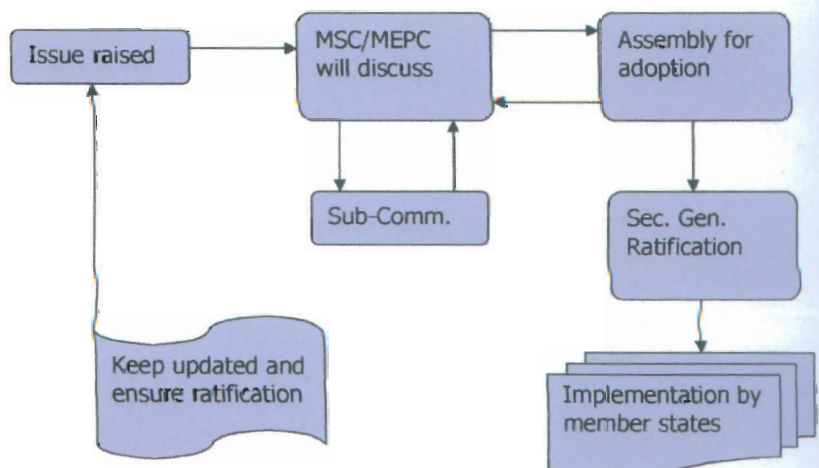 Issue raised
MSC/MEPC
will discuss
Assembly for
adoption
Sub-Comm.
Sec. Gen.
Ratification
Keep updated and
ensure ratification
Implementation by
member states